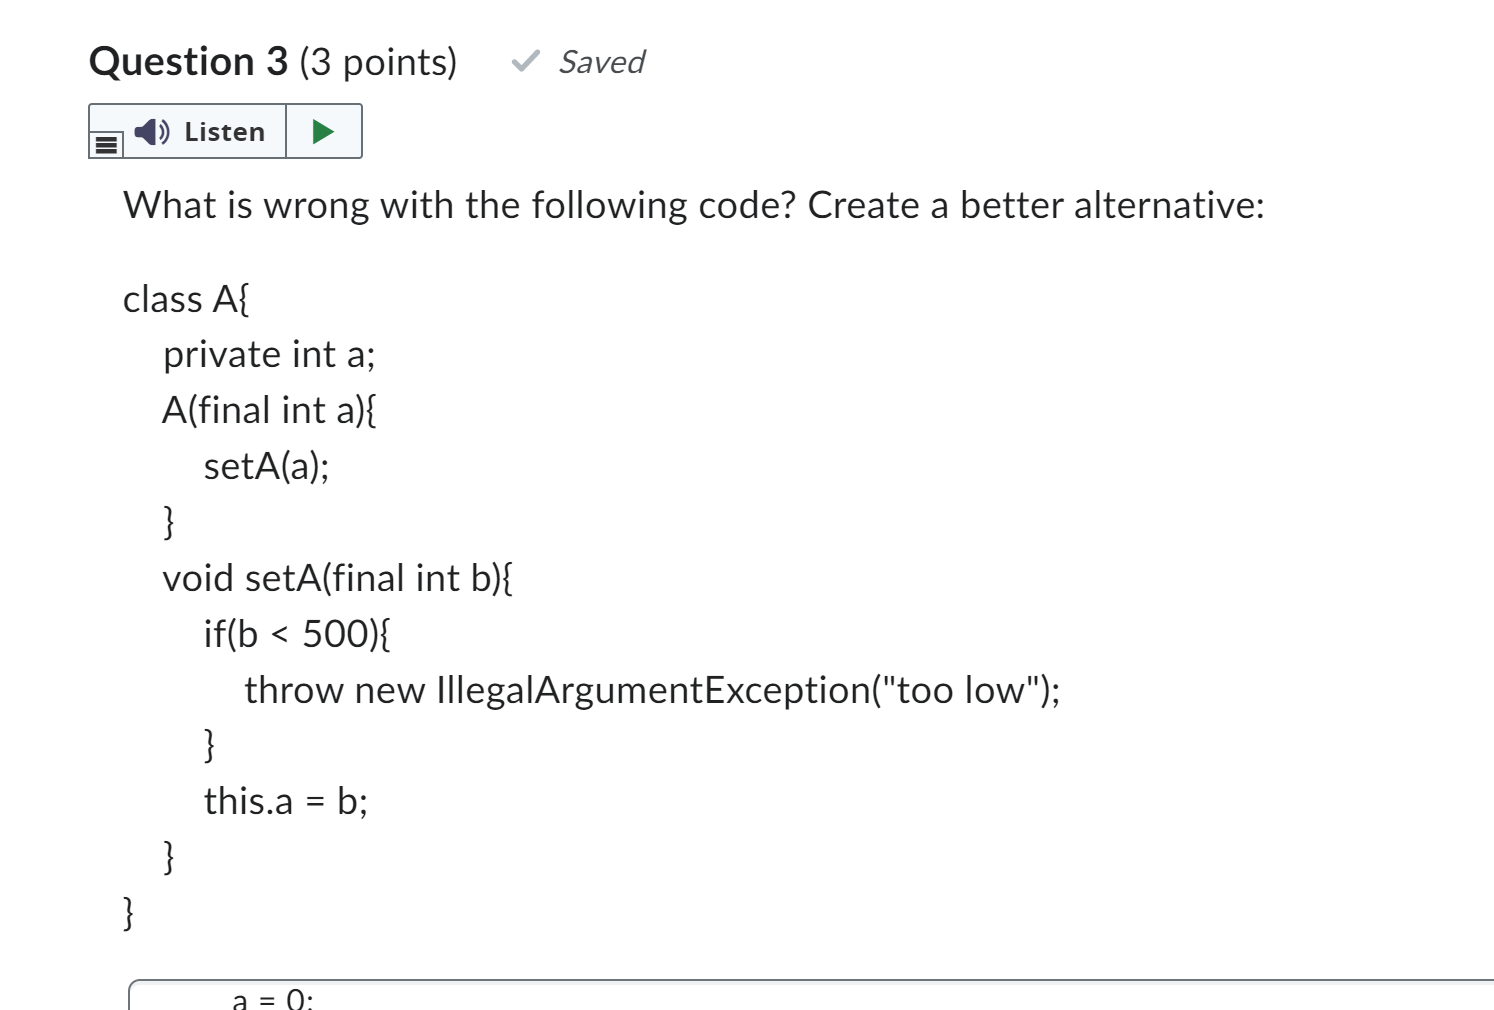 Question 3 (3 points) Saved
Listen
What is wrong with the following code? Create a better alternative:
class A{
private int a;
A(final int a){
setA(a);
}
void setA(final int b){
if(b < 500){
throw new IllegalArgumentException("too low");
}
this.a = b;
}
}
a = 0;